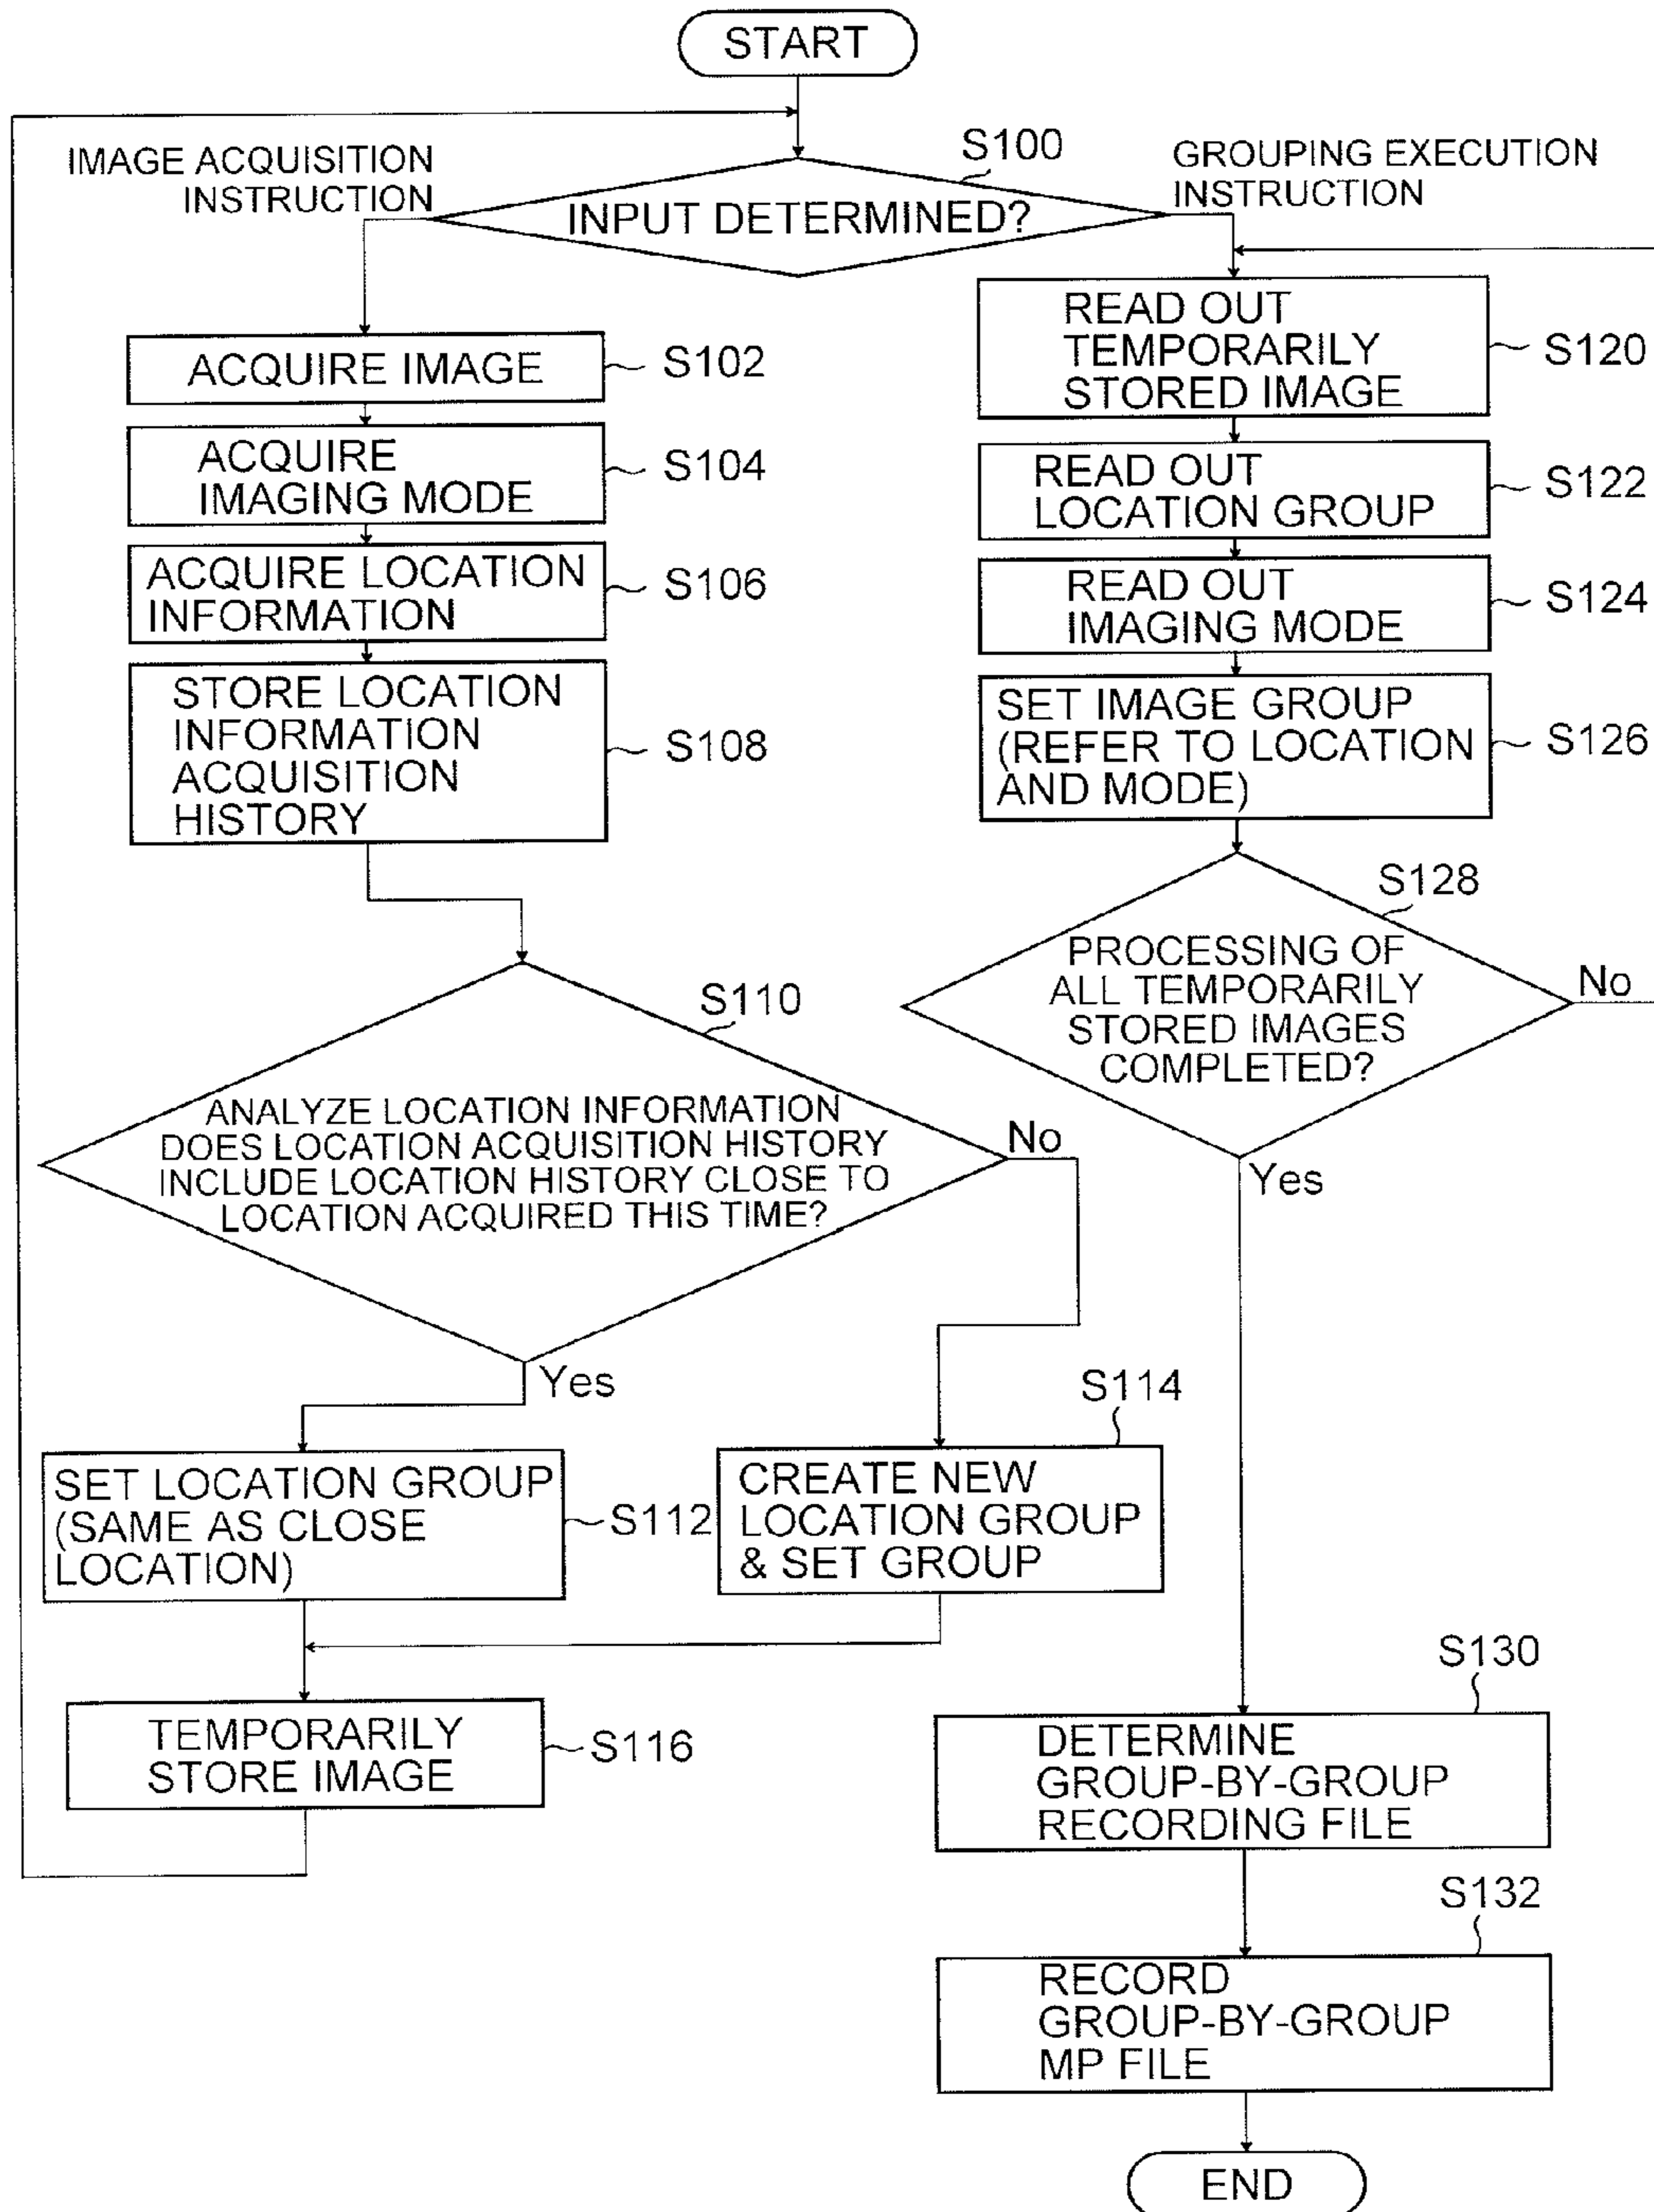 START
S100
IMAGE ACQUISITION
INSTRUCTION
GROUPING EXECUTION
INSTRUCTION
INPUT DETERMINED?
ACQUIRE IMAGE
S102
ACQUIRE
IMAGING MODE
S104
ACQUIRE LOCATION
INFORMATION
S106
STORE LOCATION
INFORMATION
ACQUISITION
HISTORY
S108
S110
ANALYZE LOCATION INFORMATION
DOES LOCATION ACQUISITION HISTORY
INCLUDE LOCATION HISTORY CLOSE TO
LOCATION ACQUIRED THIS TIME?
No
Yes
SET LOCATION GROUP
(SAME AS CLOSE
LOCATION)
S112
S114
CREATE NEW
LOCATION GROUP
& SET GROUP
TEMPORARILY
STORE IMAGE
S116
READ OUT
TEMPORARILY
STORED IMAGE
S120
READ OUT
LOCATION GROUP
S122
READ OUT
IMAGING MODE
S124
SET IMAGE GROUP
(REFER TO LOCATION
AND MODE)
S126
S128
PROCESSING OF
ALL TEMPORARILY
STORED IMAGES
COMPLETED?
No
Yes
S130
DETERMINE
GROUP-BY-GROUP
RECORDING FILE
S132
RECORD
GROUP-BY-GROUP
MP FILE
END